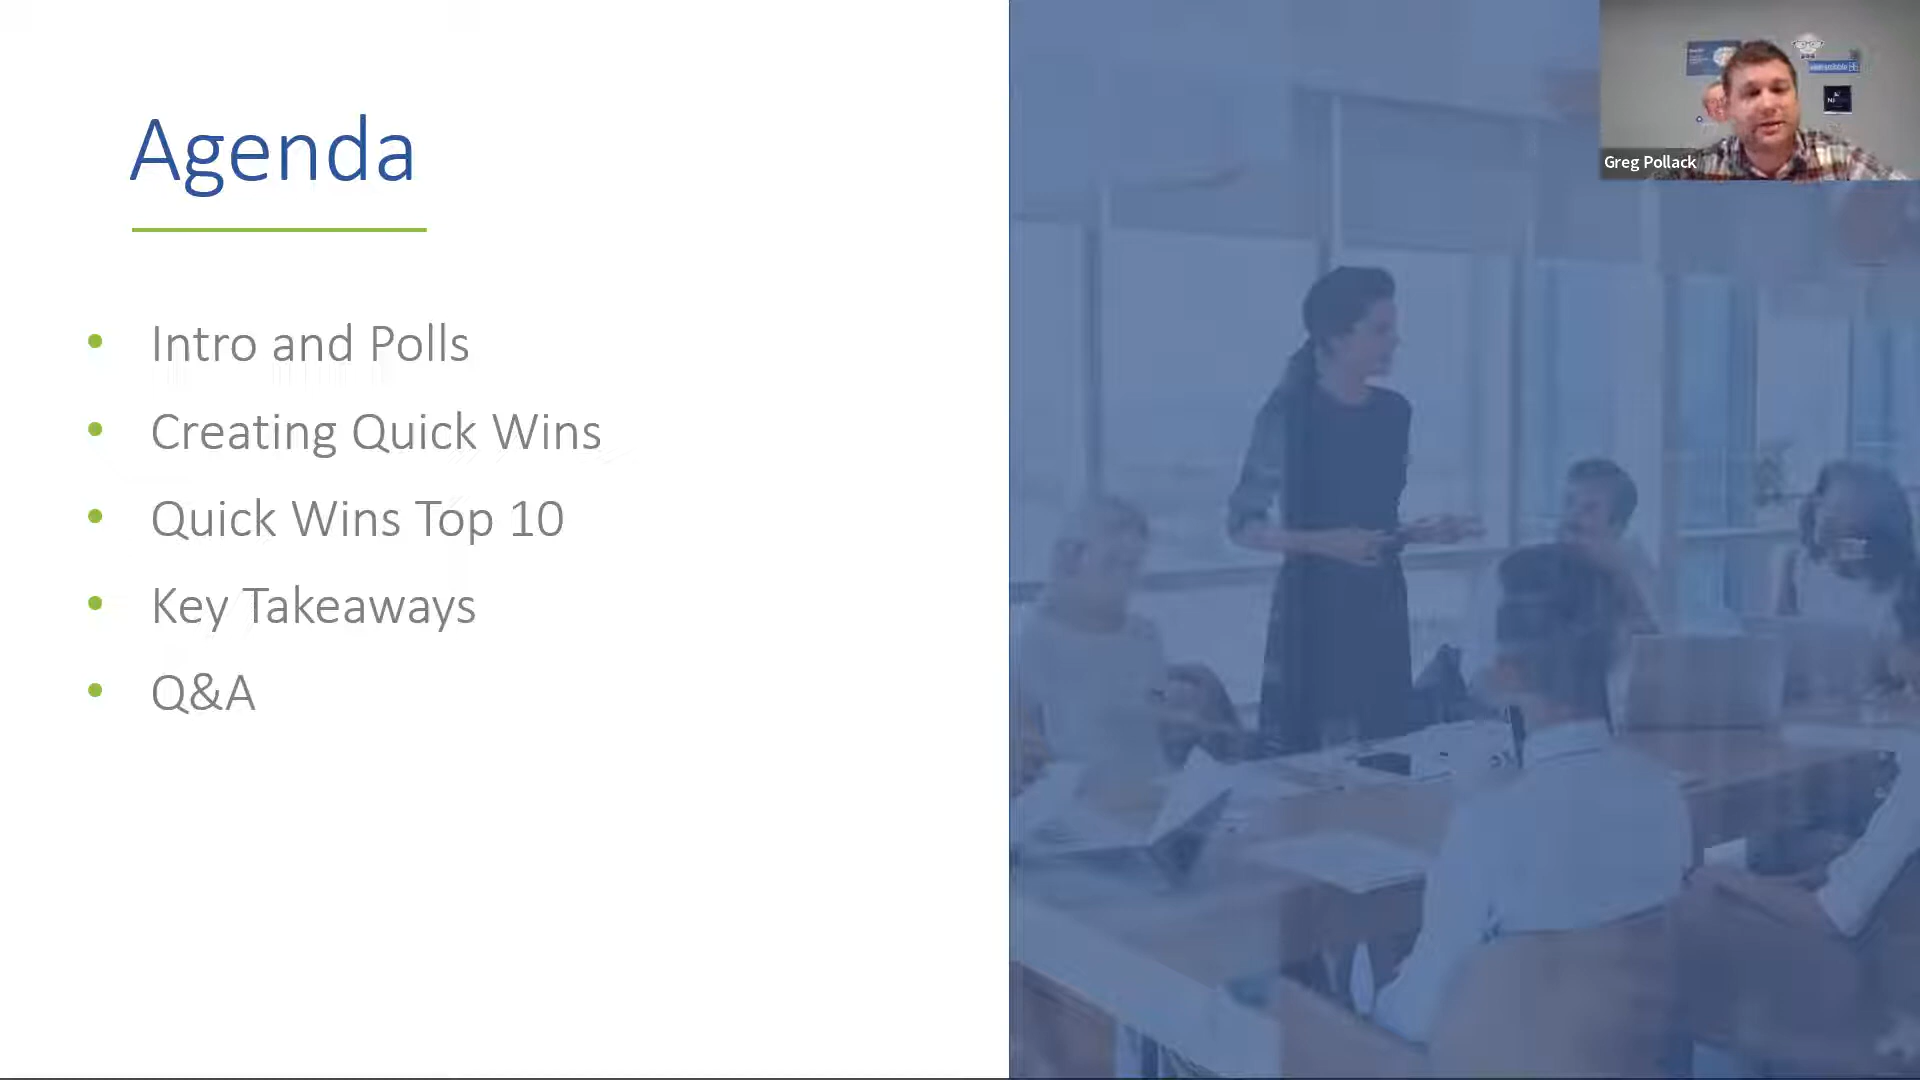 Agenda
Intro and Polls
Creating Quick Wins
Quick Wins Top 10
Key Takeaways
Q&A
Greg Pollack